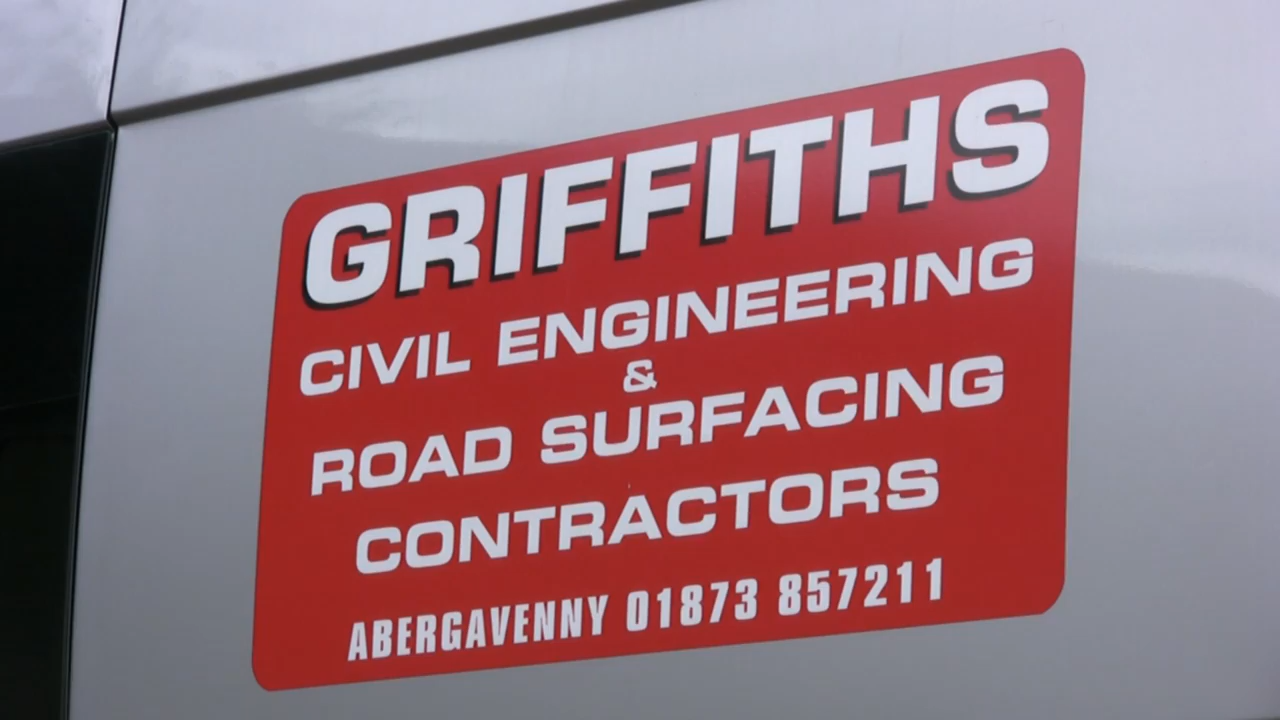 GRIFFITHS
CIVIL ENGINEERING
&
ROAD SURFACING
CONTRACTORS
ABERGAVENNY 01873 857211